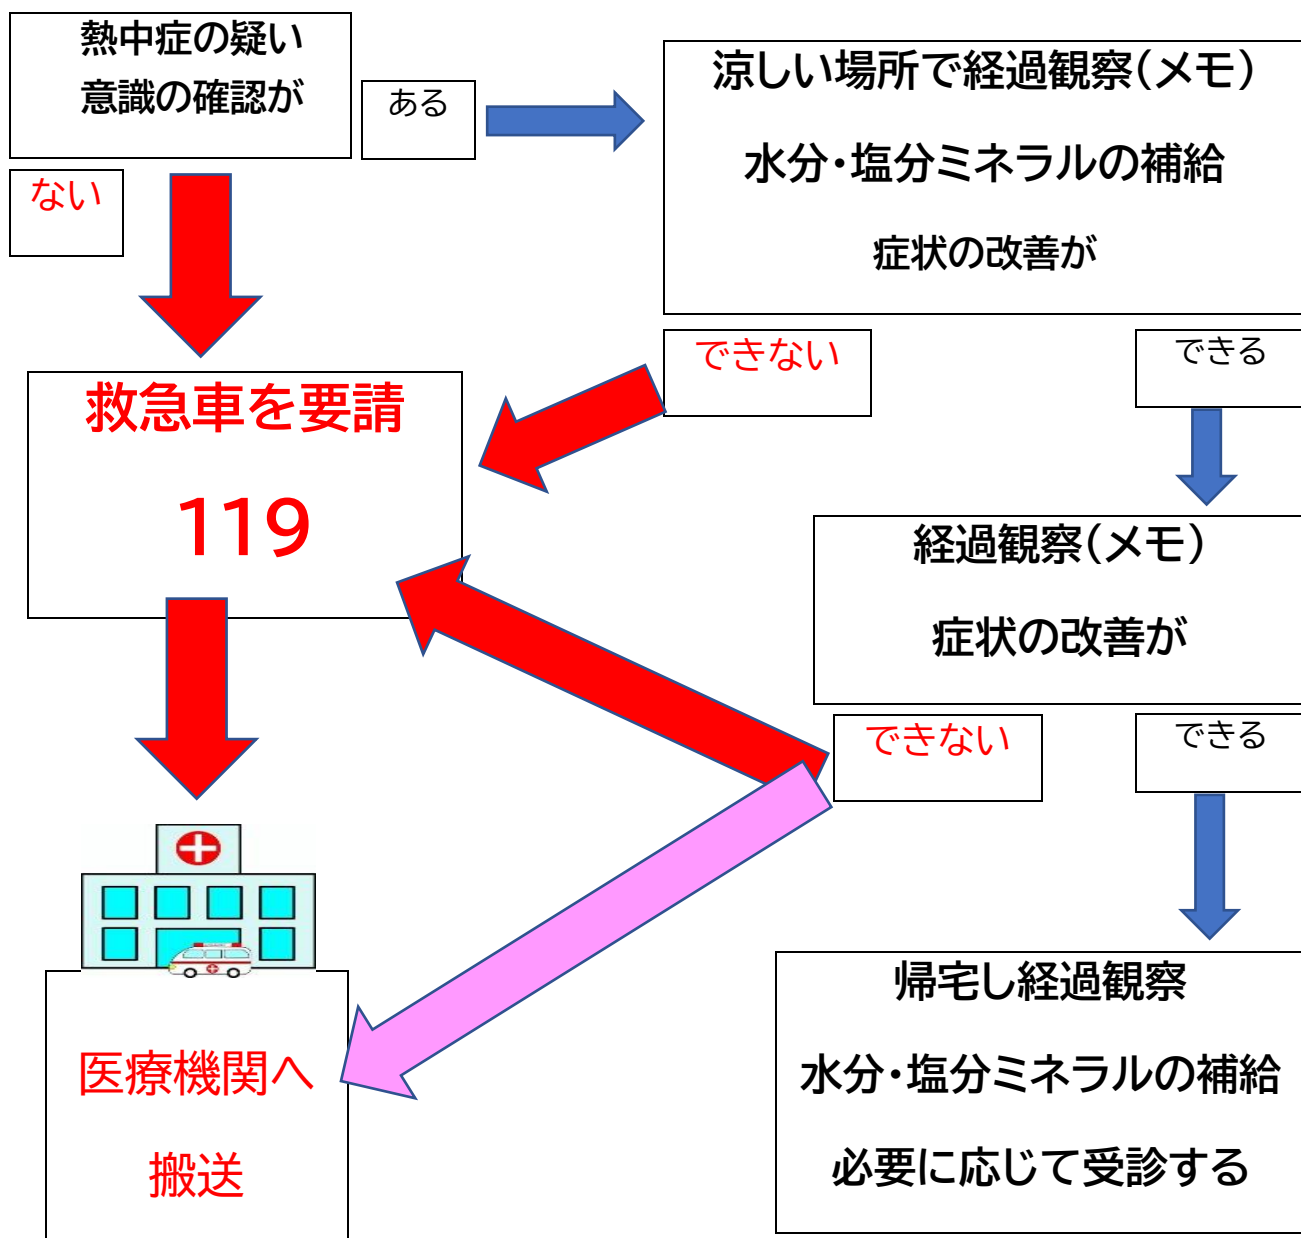 熱中症の疑い
意識の確認が
ある
ない
涼しい場所で経過観察(メモ)
水分・塩分ミネラルの補給
症状の改善が
できない
できる
救急車を要請
119
経過観察(メモ)
症状の改善が
できない
できる
医療機関へ
搬送
帰宅し経過観察
水分・塩分ミネラルの補給
必要に応じて受診する